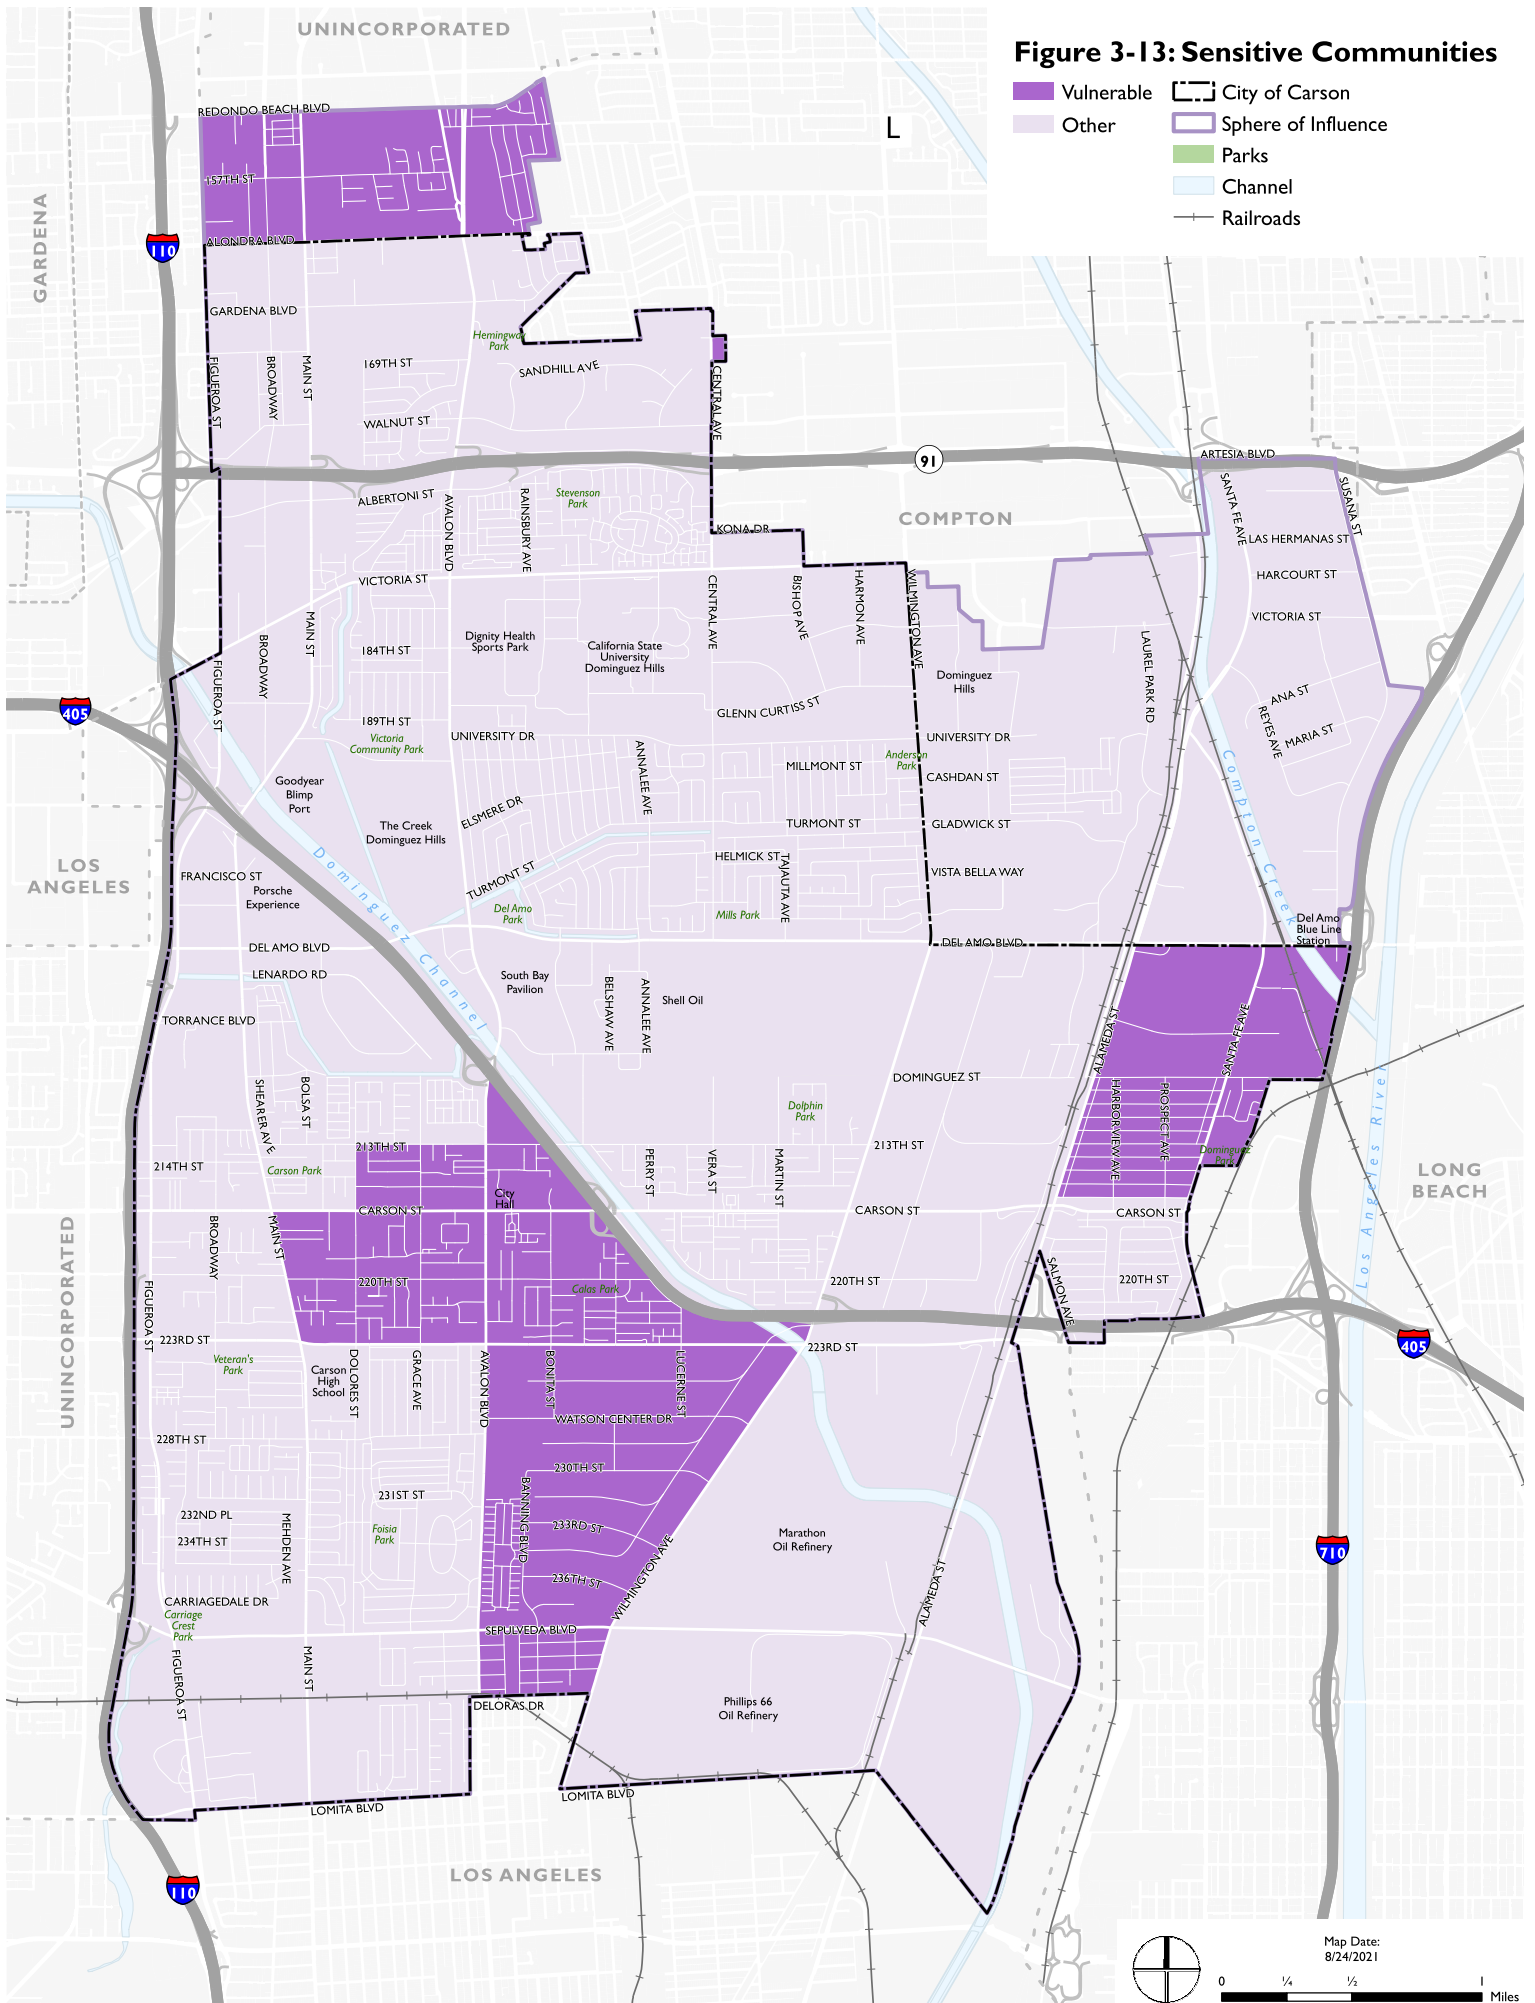 UNINCORPORATED
Figure 3-13: Sensitive Communities
Vulnerable
Other
City of Carson
Sphere of Influence
Parks
Channel
Railroads
L
REDONDO BEACH BLVD
157TH ST
GARDENA
110
ALONDRA BLVD
GARDENA BLVD
Hemingway
Park
169TH ST
SANDHILL AVE
FIGUEROA ST
BROADWAY
MAIN ST
CENTRAL AVE
WALNUT ST
91
ARTESIA BLVD
ALBERTONI ST
AVALON BLVD
RAINSBURY AVE
Stevenson
Park
COMPTON
KONA DR
SANTA FE AVE
SUSANA ST
LAS HERMANAS ST
VICTORIA ST
CENTRAL AVE
BISHOP AVE
HARMON AVE
WILMINGTON AVE
HARCOURT ST
VICTORIA ST
MAIN ST
BROADWAY
FIGUEROA ST
184TH ST
Dignity Health
Sports Park
California State
University
Dominguez Hills
Dominguez
Hills
LAUREL PARK RD
405
189TH ST
Victoria
Community Park
UNIVERSITY DR
GLENN CURTISS ST
ANA ST
REYES AVE
MARIA ST
UNIVERSITY DR
Anderson
Park
CASHDAN ST
ANNALEE AVE
MILLMONT ST
Goodyear
Blimp
Port
The Creek
Dominguez Hills
ELSMERE DR
TURMONT ST
GLADWICK ST
Compton Creek
LOS
ANGELES
FRANCISCO ST
Porsche
Experience
Dominguez Channel
TURMONT ST
HELMICK ST
TAJAUTA AVE
VISTA BELLA WAY
Del Amo
Park
Mills Park
Del Amo
Blue Line
Station
DEL AMO BLVD
DEL AMO BLVD
LENARDO RD
South Bay
Pavilion
BELSHAW AVE
ANNALEE AVE
Shell Oil
TORRANCE BLVD
ALAMEDA ST
SANTA FE AVE
SHEARER AVE
BOLSA ST
DOMINGUEZ ST
HARBOR VIEW AVE
PROSPECT AVE
Dolphin
Park
213TH ST
213TH ST
Dominguez
Park
Los Angeles River
LONG
BEACH
214TH ST
Carson Park
PERRY ST
VERA ST
MARTIN ST
City
Hall
CARSON ST
CARSON ST
CARSON ST
UNINCORPORATED
BROADWAY
MAIN ST
220TH ST
Calas Park
220TH ST
SALMON AVE
220TH ST
FIGUEROA ST
223RD ST
223RD ST
405
Veteran's
Park
Carson
High
School
DOLORES ST
GRACE AVE
AVALON BLVD
BONITA ST
LUCERNE ST
WATSON CENTER DR
228TH ST
230TH ST
231ST ST
BANNING BLVD
232ND PL
234TH ST
MEHDEN AVE
Foisia
Park
233RD ST
Marathon
Oil Refinery
710
236TH ST
WILMINGTON AVE
ALAMEDA ST
CARRIAGEDALE DR
Carriage
Crest
Park
SEPULVEDA BLVD
FIGUEROA ST
MAIN ST
DELORAS DR
Phillips 66
Oil Refinery
LOMITA BLVD
LOMITA BLVD
LOS ANGELES
110
Map Date:
8/24/2021
0 1/4 1/2 1
Miles